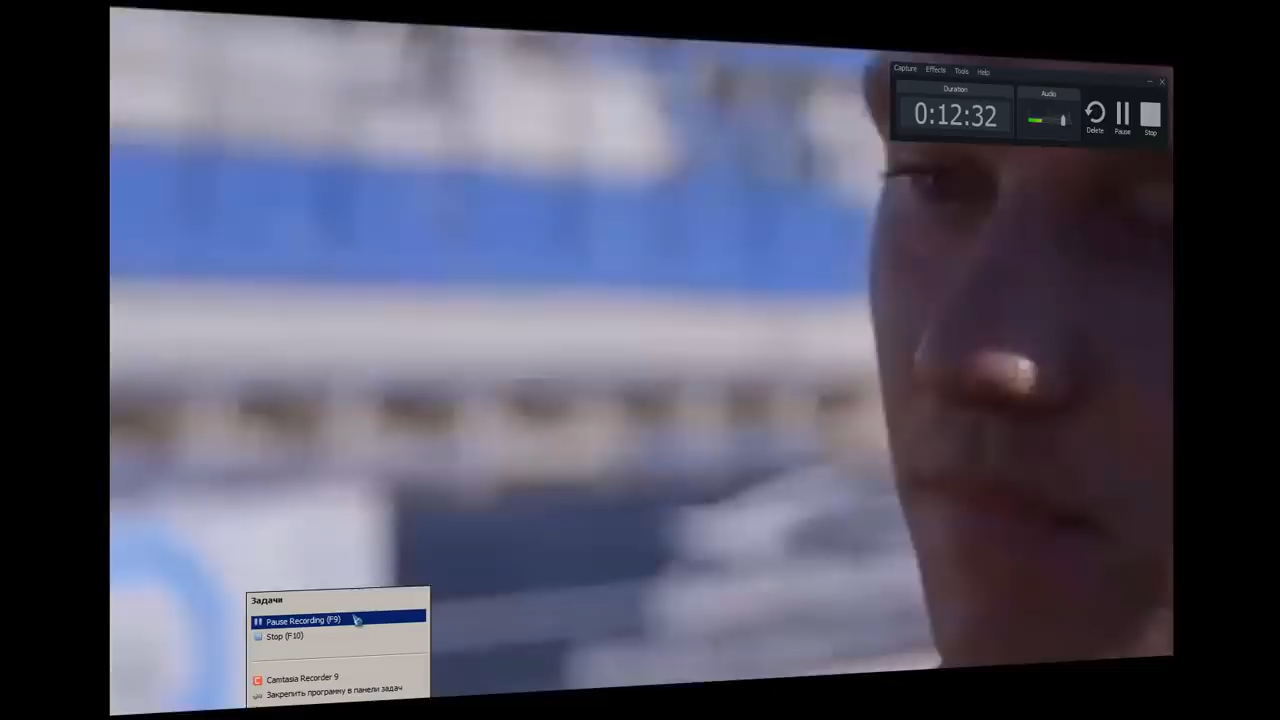 Capture Effects Tools Help
Duration
Audio
0:12:32
Delete Pause Stop
Задачи
Pause Recording (F9)
Stop (F10)
Camtasia Recorder 9
Закрепить программу в панели задач